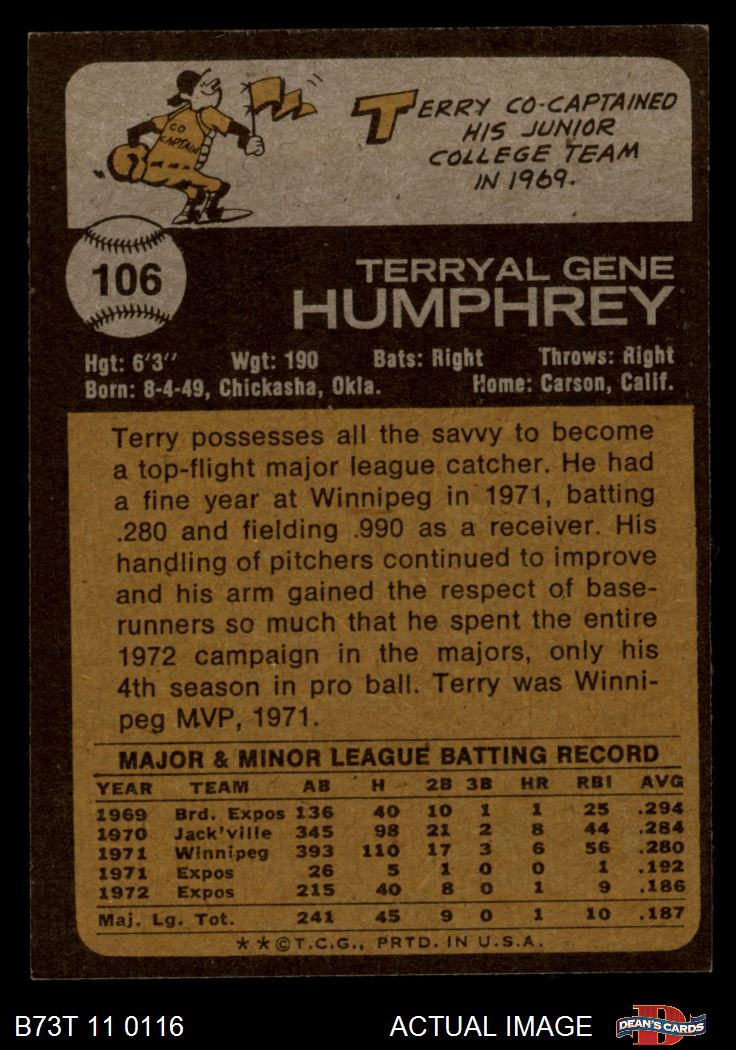 TERRY CO-CAPTAINED
HIS JUNIOR
COLLEGE TEAM
IN 1969.
CO
CAPTAIN
106
TERRYAL GENE
HUMPHREY
Hgt: 6'3" Wgt: 190 Bats: Right Throws: Right
Born: 8-4-49, Chickasha, Okla. Home: Carson, Calif.
Terry possesses all the savvy to become
a top-flight major league catcher. He had
a fine year at Winnipeg in 1971, batting
.280 and fielding .990 as a receiver. His
handling of pitchers continued to improve
and his arm gained the respect of base-
runners so much that he spent the entire
1972 campaign in the majors, only his
4th season in pro ball. Terry was Winni-
peg MVP, 1971.
MAJOR & MINOR LEAGUE BATTING RECORD
YEAR TEAM AB H 2B 3B HR RBI AVG
1969 Brd. Expos 136 40 10 1 1 25 .294
1970 Jack'ville 345 98 21 2 8 44 .284
1971 Winnipeg 393 110 17 3 6 56 .280
1971 Expos 26 5 1 0 0 1 .192
1972 Expos 215 40 8 0 1 9 .186
Maj. Lg. Tot. 241 45 9 0 1 10 .187
**©T.C.G., PRTD. IN U.S.A.
B73T 11 0116 ACTUAL IMAGE
D
DEAN'S CARDS